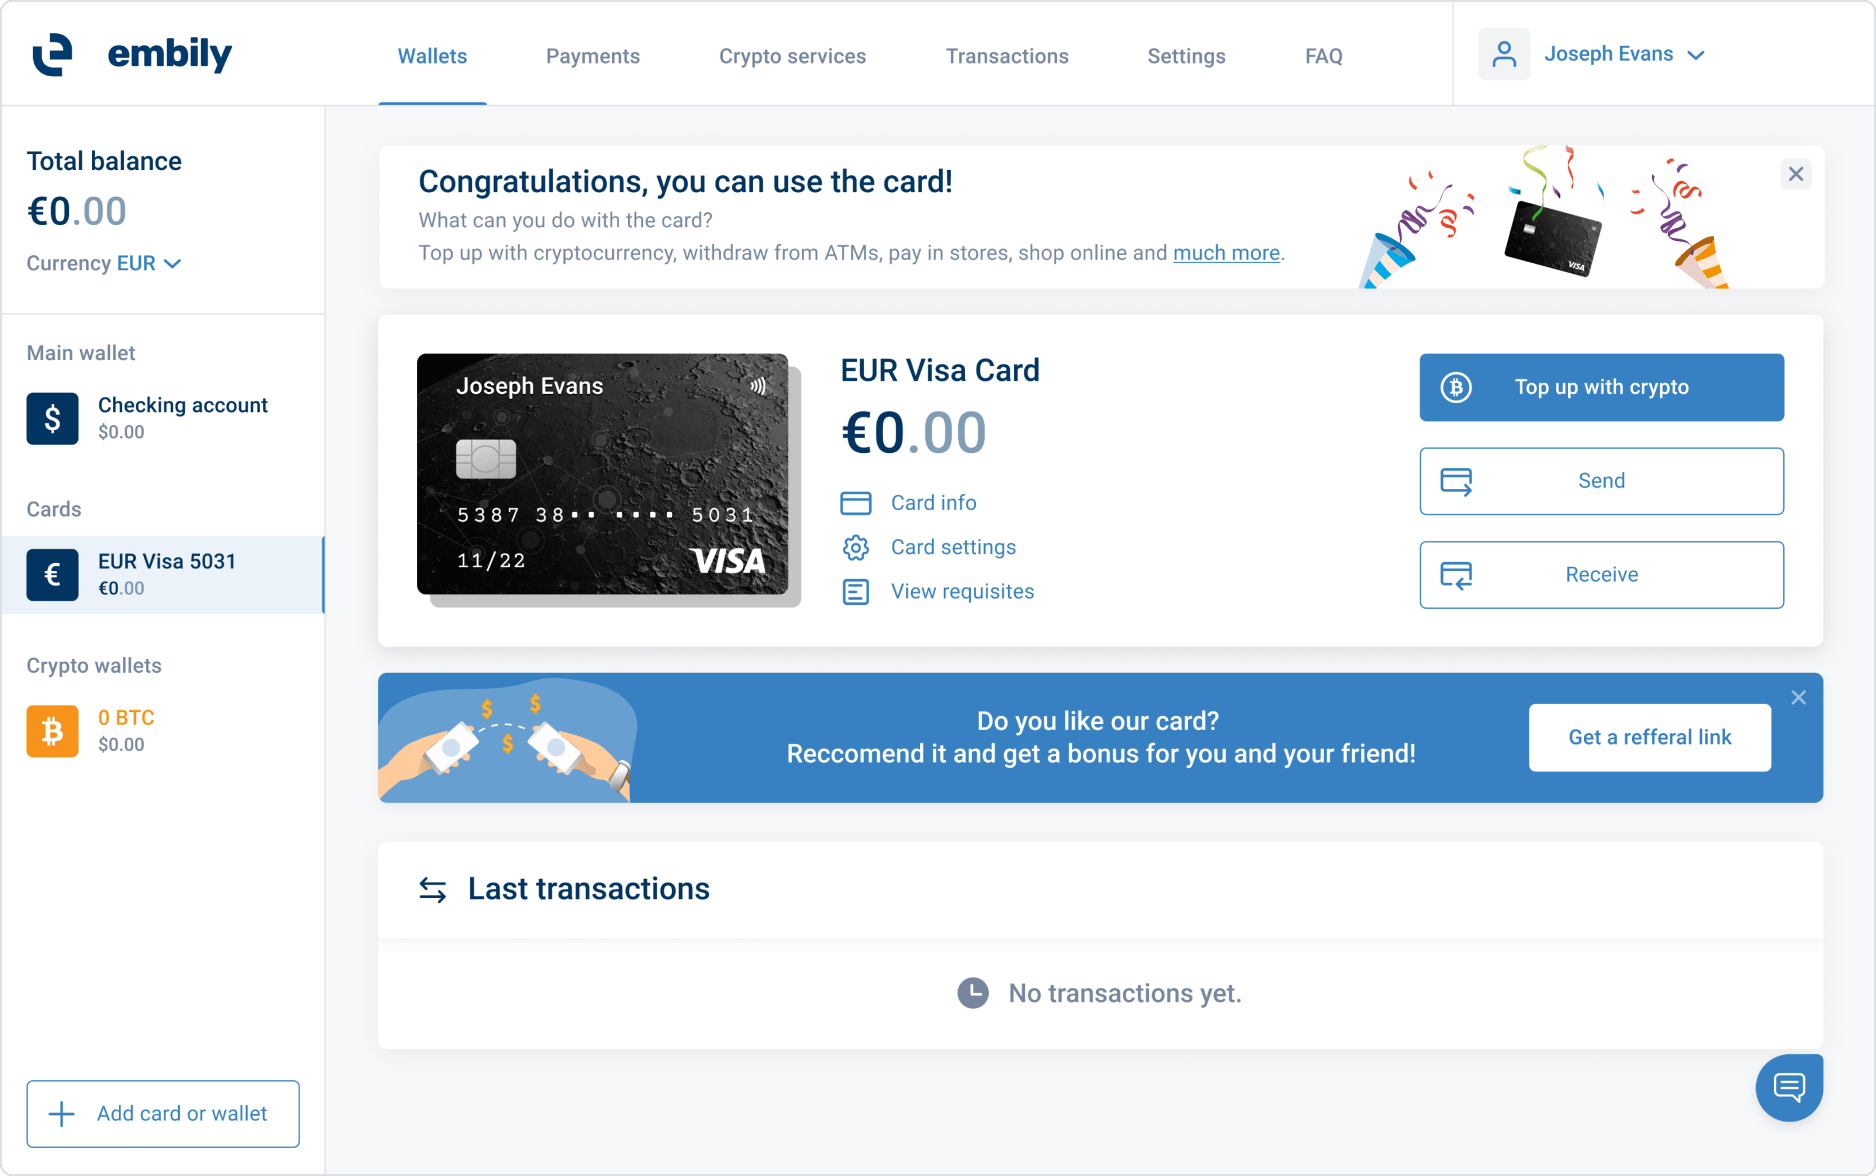 embily
Wallets
Payments
Crypto services
Transactions
Settings
FAQ
Joseph Evans
Total balance
€0.00
Currency EUR
Main wallet
$
Checking account
$0.00
Cards
€
EUR Visa 5031
€0.00
Crypto wallets
0 BTC
$0.00
Add card or wallet
Congratulations, you can use the card!
What can you do with the card?
Top up with cryptocurrency, withdraw from ATMs, pay in stores, shop online and much more.
VISA
Joseph Evans
5387 38•• •••• 5031
11/22
VISA
EUR Visa Card
€0.00
Card info
Card settings
View requisites
Top up with crypto
Send
Receive
$ $
$
Do you like our card?
Reccomend it and get a bonus for you and your friend!
Get a refferal link
Last transactions
No transactions yet.